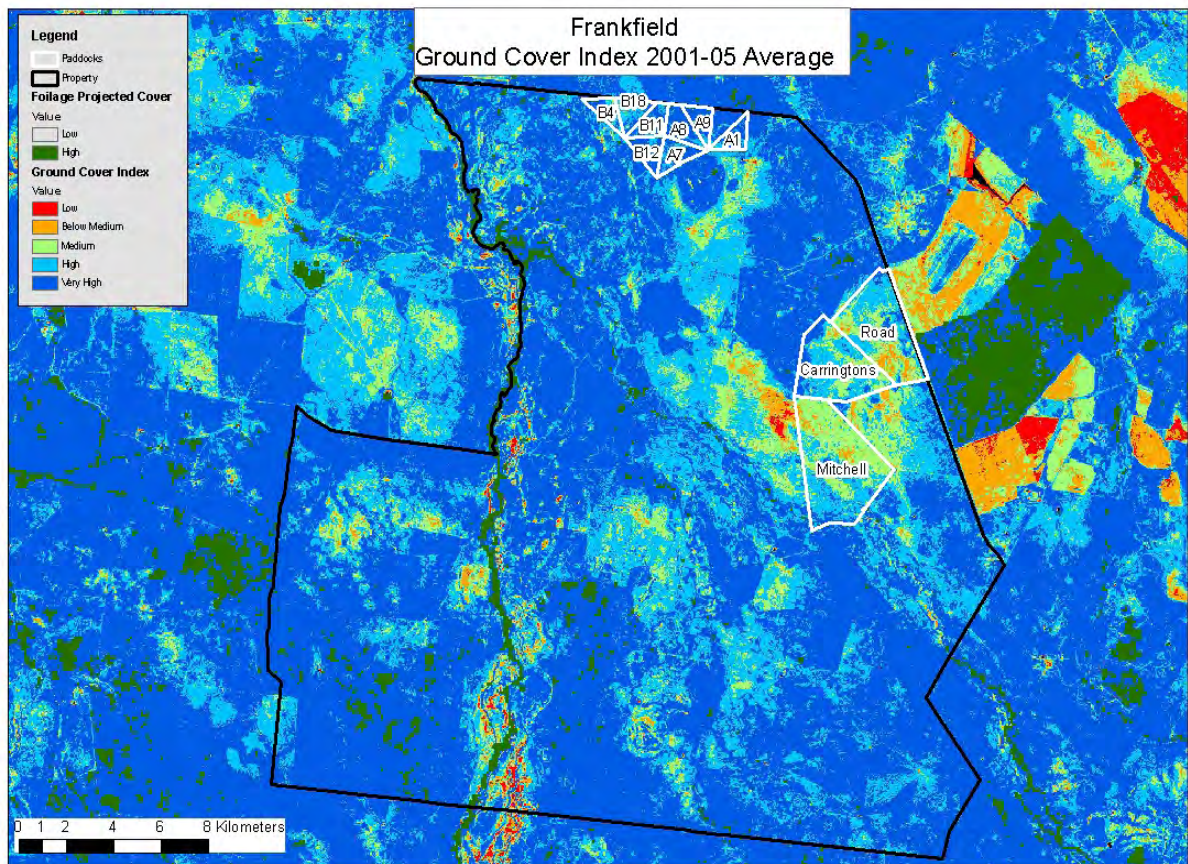 Frankfield
Ground Cover Index 2001-05 Average
Legend
Paddocks
Property
Foilage Projected Cover
Value
Low
High
Ground Cover Index
Value
Low
Below Medium
Medium
High
Very High
B4
B18
B11
A8
A9
A1
B12
A7
Road
Carrington's
Mitchell
0 1 2 4 6 8 Kilometers